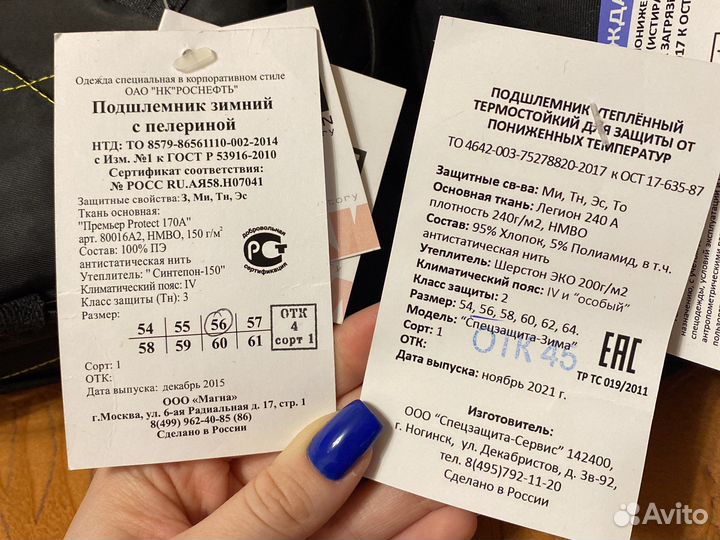 Одежда специальная в корпоративном стиле
ОАО "НК"РОСНЕФТЬ"
Подшлемник зимний
с пелериной
НТД: ТО 8579-86561110-002-2014
с Изм. №1 к ГОСТ Р 53916-2010
Сертификат соответствия:
№ РОСС RU.АЯ58.Н07041
Защитные свойства: З, Ми, Тн, Эс
Ткань основная:
"Премьер Protect 170А"
арт. 80016А2, НМВО, 150 г/м²
Состав: 100% ПЭ
антистатическая нить
Утеплитель: " Синтепон-150"
Климатический пояс: IV
Класс защиты (Тн): 3
Размер:
54 55 56 57
58 59 60 61
ОТК
4
сорт 1
Сорт: 1
ОТК:
Дата выпуска: декабрь 2015
ООО «Магна»
г.Москва, ул. 6-ая Радиальная д. 17, стр. 1
8(499) 962-40-85 (86)
Сделано в России
добровольная
РСТ
сертификация
ПОДШЛЕМНИК УТЕПЛЁННЫЙ
ТЕРМОСТОЙКИЙ ДЛЯ ЗАЩИТЫ ОТ
ПОНИЖЕННЫХ ТЕМПЕРАТУР
ТО 4642-003-75278820-2017 к ОСТ 17-635-87
Защитные св-ва: Ми, Тн, Эс, То
Основная ткань: Легион 240 А
плотность 240г/м2, НМВО
Состав: 95% Хлопок, 5% Полиамид, в т.ч.
антистатическая нить
Утеплитель: Шерстон ЭКО 200г/м2
Климатический пояс: IV и "особый"
Класс защиты: 2
Размер: 54, 56, 58, 60, 62, 64.
Модель: "Спецзащита-Зима"
Сорт: 1
ОТК:
ОТК 45
Дата выпуска: ноябрь 2021 г.
ЕАС
ТР ТС 019/2011
Изготовитель:
ООО "Спецзащита-Сервис" 142400,
г. Ногинск, ул. Декабристов, д. 3в-92,
тел. 8(495)792-11-20
Сделано в России
Avito